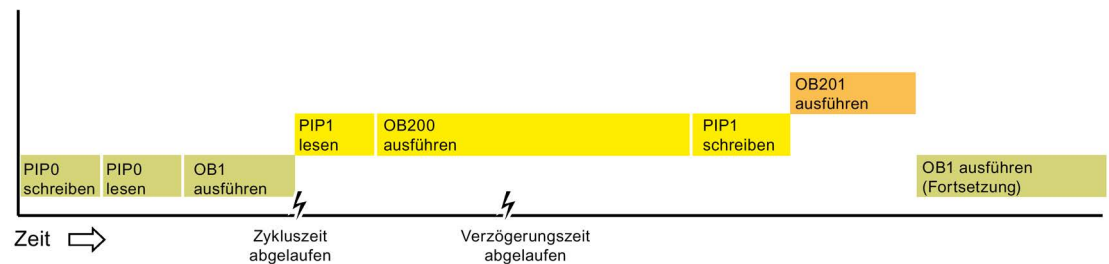 OB201
ausführen
PIP1
lesen
OB200
ausführen
PIP1
schreiben
PIP0
schreiben
PIP0
lesen
OB1
ausführen
OB1 ausführen
(Fortsetzung)
Zeit
Zykluszeit
abgelaufen
Verzögerungszeit
abgelaufen